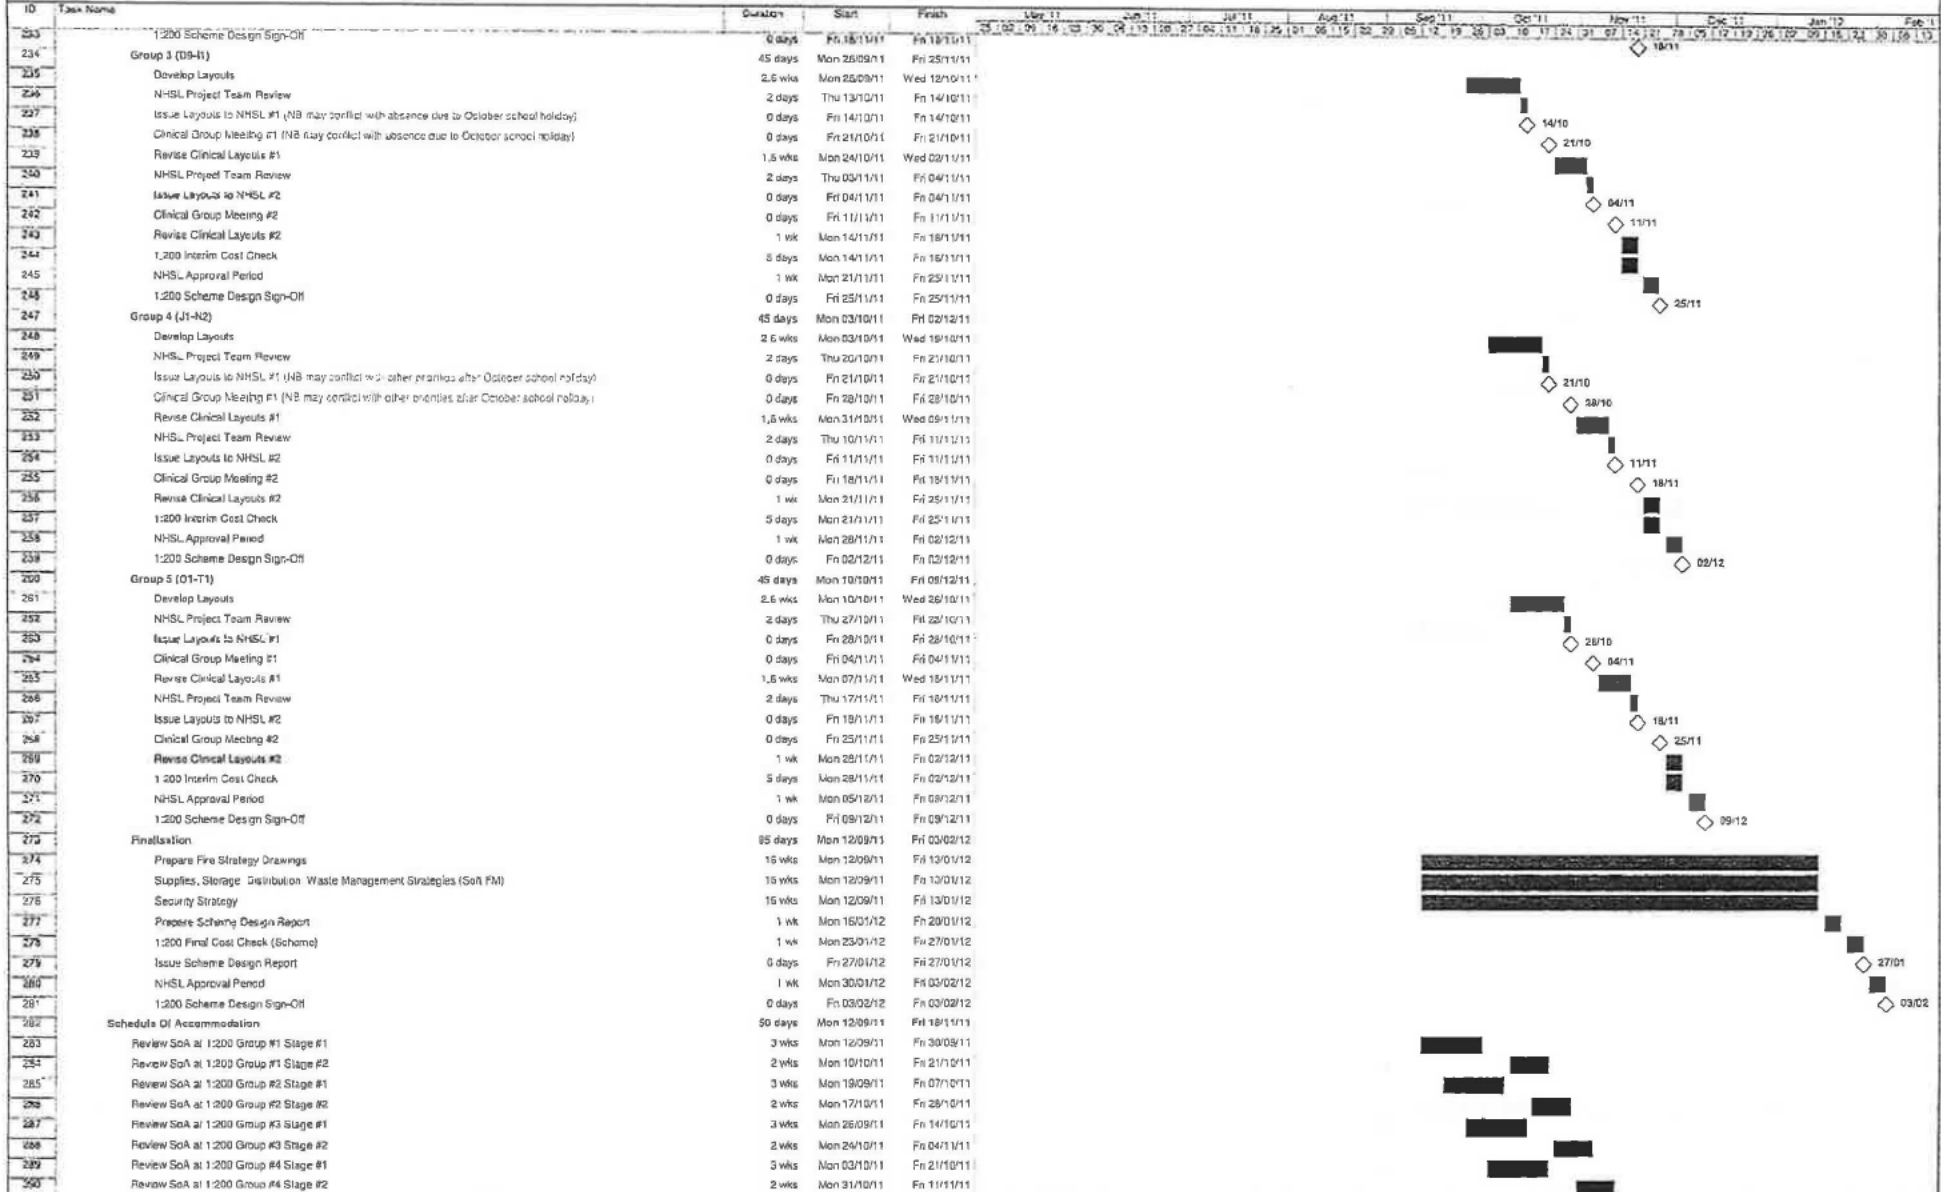 ID Task Name Duration Start Finish May '11 Jun '11 Jul '11 Aug '11 Sep '11 Oct '11 Nov '11 Dec '11 Jan '12 Feb '1
233 1:200 Scheme Design Sign-Off 0 days Fri 18/11/11 Fri 18/11/11 18/11
234 Group 3 (D9-I1) 45 days Mon 26/09/11 Fri 25/11/11
235 Develop Layouts 2.6 wks Mon 26/09/11 Wed 12/10/11
236 NHSL Project Team Review 2 days Thu 13/10/11 Fri 14/10/11
237 Issue Layouts to NHSL #1 (NB may conflict with absence due to October school holiday) 0 days Fri 14/10/11 Fri 14/10/11 14/10
238 Clinical Group Meeting #1 (NB may conflict with absence due to October school holiday) 0 days Fri 21/10/11 Fri 21/10/11 21/10
239 Revise Clinical Layouts #1 1.6 wks Mon 24/10/11 Wed 02/11/11
240 NHSL Project Team Review 2 days Thu 03/11/11 Fri 04/11/11
241 Issue Layouts to NHSL #2 0 days Fri 04/11/11 Fri 04/11/11 04/11
242 Clinical Group Meeting #2 0 days Fri 11/11/11 Fri 11/11/11 11/11
243 Revise Clinical Layouts #2 1 wk Mon 14/11/11 Fri 18/11/11
244 1:200 Interim Cost Check 5 days Mon 14/11/11 Fri 18/11/11
245 NHSL Approval Period 1 wk Mon 21/11/11 Fri 25/11/11
246 1:200 Scheme Design Sign-Off 0 days Fri 25/11/11 Fri 25/11/11 25/11
247 Group 4 (J1-N2) 45 days Mon 03/10/11 Fri 02/12/11
248 Develop Layouts 2.6 wks Mon 03/10/11 Wed 19/10/11
249 NHSL Project Team Review 2 days Thu 20/10/11 Fri 21/10/11
250 Issue Layouts to NHSL #1 (NB may conflict with other priorities after October school holiday) 0 days Fri 21/10/11 Fri 21/10/11 21/10
251 Clinical Group Meeting #1 (NB may conflict with other priorities after October school holiday) 0 days Fri 28/10/11 Fri 28/10/11 28/10
252 Revise Clinical Layouts #1 1.6 wks Mon 31/10/11 Wed 09/11/11
253 NHSL Project Team Review 2 days Thu 10/11/11 Fri 11/11/11
254 Issue Layouts to NHSL #2 0 days Fri 11/11/11 Fri 11/11/11 11/11
255 Clinical Group Meeting #2 0 days Fri 18/11/11 Fri 18/11/11 18/11
256 Revise Clinical Layouts #2 1 wk Mon 21/11/11 Fri 25/11/11
257 1:200 Interim Cost Check 5 days Mon 21/11/11 Fri 25/11/11
258 NHSL Approval Period 1 wk Mon 28/11/11 Fri 02/12/11
259 1:200 Scheme Design Sign-Off 0 days Fri 02/12/11 Fri 02/12/11 02/12
260 Group 5 (O1-T1) 45 days Mon 10/10/11 Fri 09/12/11
261 Develop Layouts 2.6 wks Mon 10/10/11 Wed 26/10/11
262 NHSL Project Team Review 2 days Thu 27/10/11 Fri 28/10/11
263 Issue Layouts to NHSL #1 0 days Fri 28/10/11 Fri 28/10/11 28/10
264 Clinical Group Meeting #1 0 days Fri 04/11/11 Fri 04/11/11 04/11
265 Revise Clinical Layouts #1 1.6 wks Mon 07/11/11 Wed 16/11/11
266 NHSL Project Team Review 2 days Thu 17/11/11 Fri 18/11/11
267 Issue Layouts to NHSL #2 0 days Fri 18/11/11 Fri 18/11/11 18/11
268 Clinical Group Meeting #2 0 days Fri 25/11/11 Fri 25/11/11 25/11
269 Revise Clinical Layouts #2 1 wk Mon 28/11/11 Fri 02/12/11
270 1:200 Interim Cost Check 5 days Mon 28/11/11 Fri 02/12/11
271 NHSL Approval Period 1 wk Mon 05/12/11 Fri 09/12/11
272 1:200 Scheme Design Sign-Off 0 days Fri 09/12/11 Fri 09/12/11 09/12
273 Finalisation 95 days Mon 12/09/11 Fri 03/02/12
274 Prepare Fire Strategy Drawings 16 wks Mon 12/09/11 Fri 13/01/12
275 Supplies, Storage, Distribution, Waste Management Strategies (Soft FM) 16 wks Mon 12/09/11 Fri 13/01/12
276 Security Strategy 16 wks Mon 12/09/11 Fri 13/01/12
277 Prepare Scheme Design Report 1 wk Mon 16/01/12 Fri 20/01/12
278 1:200 Final Cost Check (Scheme) 1 wk Mon 23/01/12 Fri 27/01/12
279 Issue Scheme Design Report 0 days Fri 27/01/12 Fri 27/01/12 27/01
280 NHSL Approval Period 1 wk Mon 30/01/12 Fri 03/02/12
281 1:200 Scheme Design Sign-Off 0 days Fri 03/02/12 Fri 03/02/12 03/02
282 Schedule Of Accommodation 50 days Mon 12/09/11 Fri 18/11/11
283 Review SoA at 1:200 Group #1 Stage #1 3 wks Mon 12/09/11 Fri 30/09/11
284 Review SoA at 1:200 Group #1 Stage #2 2 wks Mon 10/10/11 Fri 21/10/11
285 Review SoA at 1:200 Group #2 Stage #1 3 wks Mon 19/09/11 Fri 07/10/11
286 Review SoA at 1:200 Group #2 Stage #2 2 wks Mon 17/10/11 Fri 28/10/11
287 Review SoA at 1:200 Group #3 Stage #1 3 wks Mon 26/09/11 Fri 14/10/11
288 Review SoA at 1:200 Group #3 Stage #2 2 wks Mon 24/10/11 Fri 04/11/11
289 Review SoA at 1:200 Group #4 Stage #1 3 wks Mon 03/10/11 Fri 21/10/11
290 Review SoA at 1:200 Group #4 Stage #2 2 wks Mon 31/10/11 Fri 11/11/11